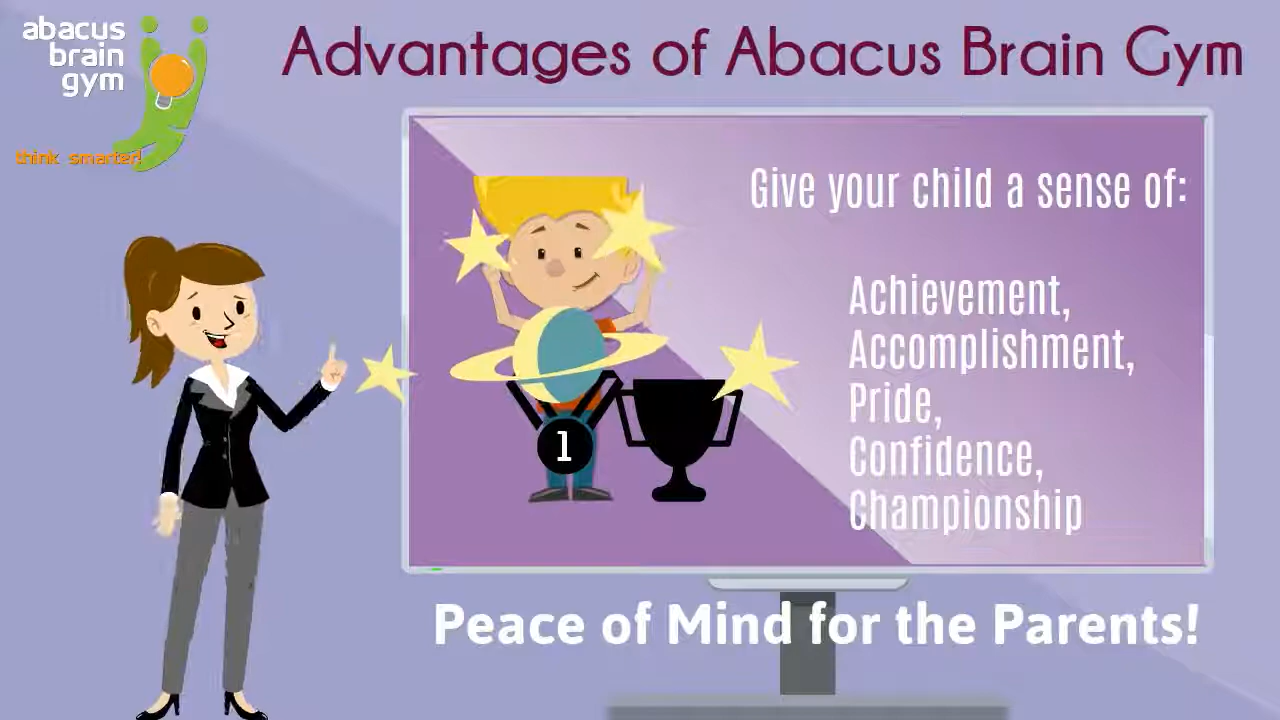 abacus
brain
gym
think smarter!
Advantages of Abacus Brain Gym
Give your child a sense of:
Achievement,
Accomplishment,
Pride,
Confidence,
Championship
1
Peace of Mind for the Parents!